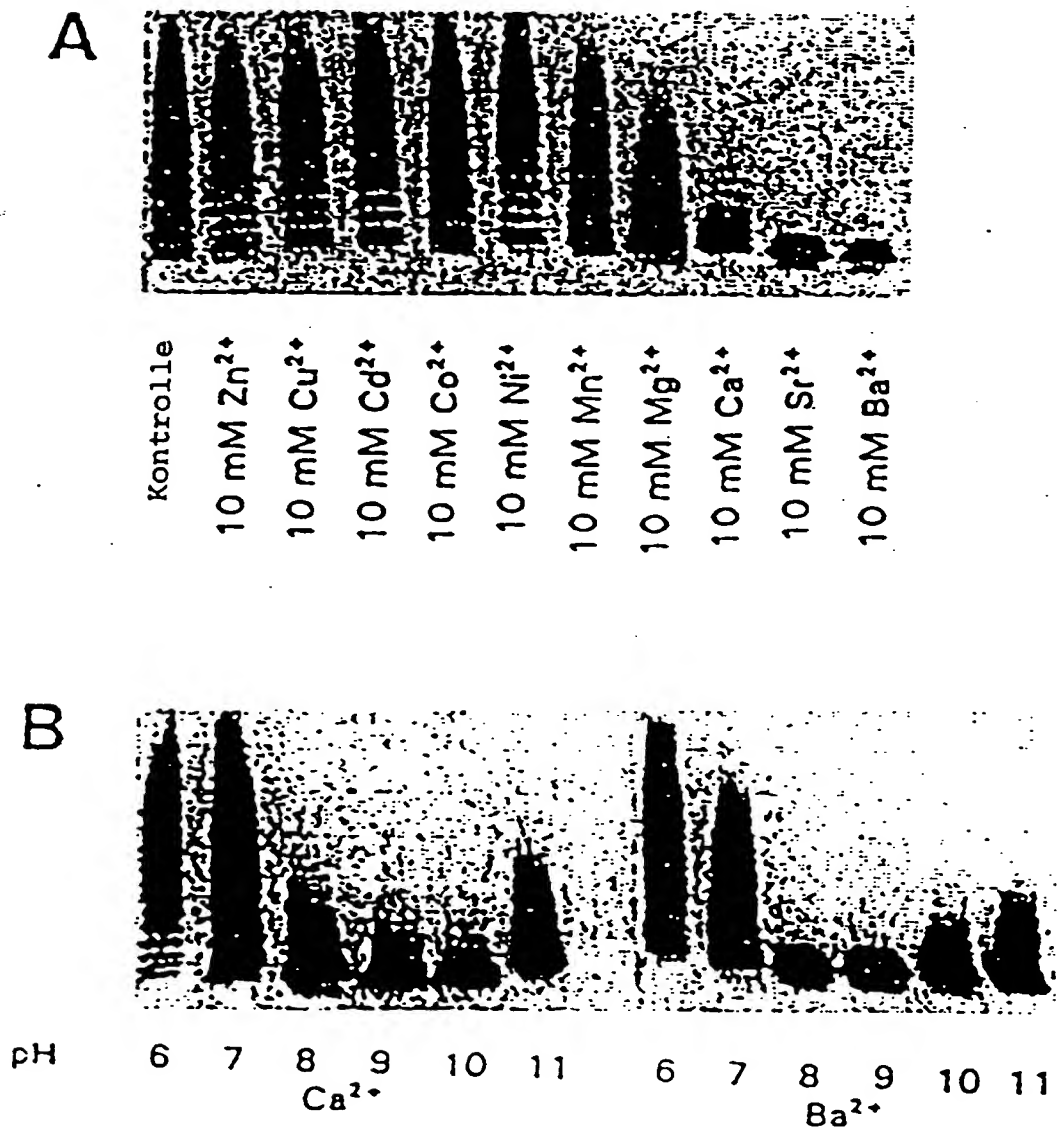 A
Kontrolle
10 mM Zn²⁺
10 mM Cu²⁺
10 mM Cd²⁺
10 mM Co²⁺
10 mM Ni²⁺
10 mM Mn²⁺
10 mM Mg²⁺
10 mM Ca²⁺
10 mM Sr²⁺
10 mM Ba²⁺
B
pH 6 7 8 9 10 11 6 7 8 9 10 11
Ca²⁺ Ba²⁺